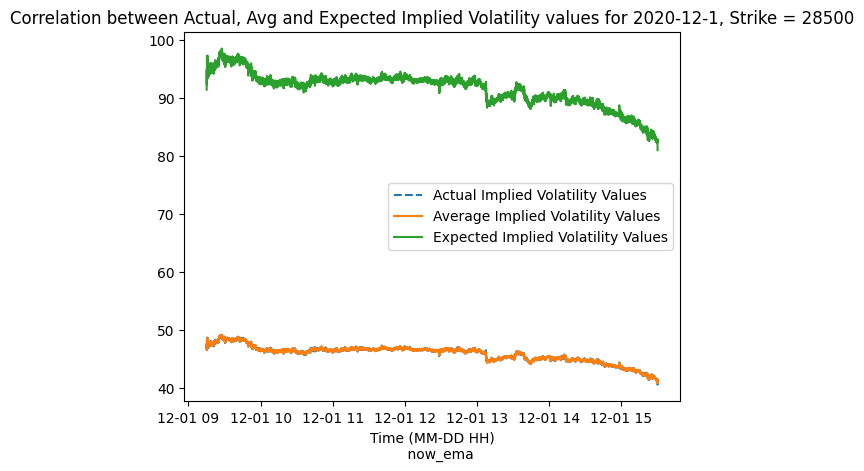 Correlation between Actual, Avg and Expected Implied Volatility values for 2020-12-1, Strike = 28500
100
90
80
70
60
50
40
Actual Implied Volatility Values
Average Implied Volatility Values
Expected Implied Volatility Values
12-01 09 12-01 10 12-01 11 12-01 12 12-01 13 12-01 14 12-01 15
Time (MM-DD HH)
now_ema